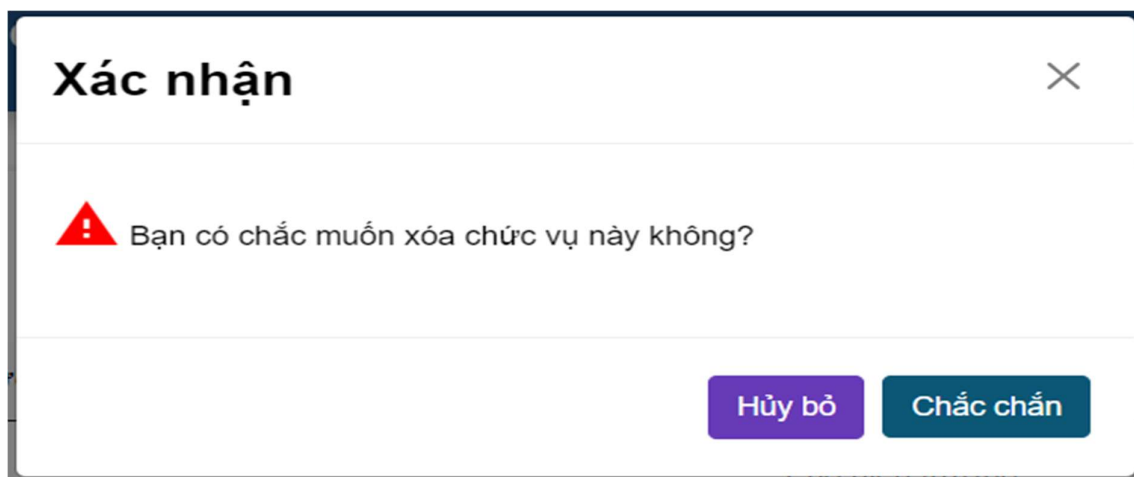 Xác nhận
Bạn có chắc muốn xóa chức vụ này không?
Hủy bỏ
Chắc chắn